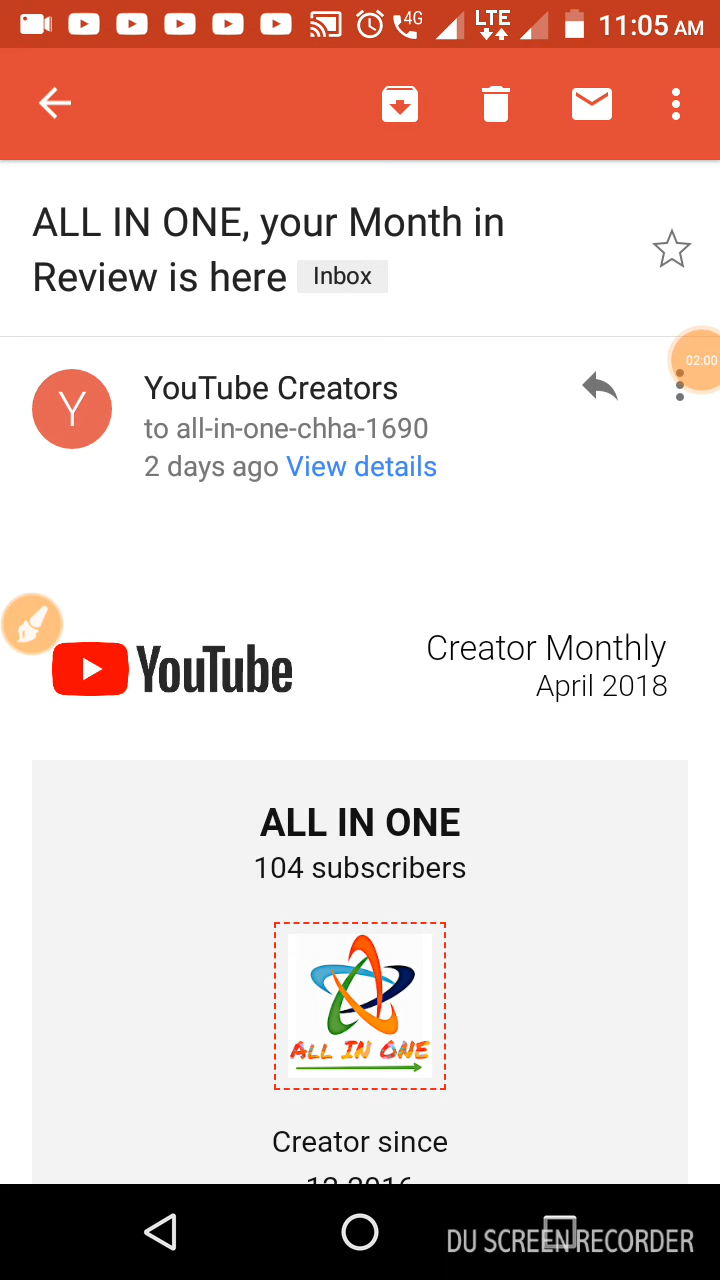 4G LTE 11:05 AM
ALL IN ONE, your Month in
Review is here Inbox
02:00
Y
YouTube Creators
to all-in-one-chha-1690
2 days ago View details
YouTube
Creator Monthly
April 2018
ALL IN ONE
104 subscribers
ALL IN ONE
Creator since
12 2016
DU SCREEN RECORDER